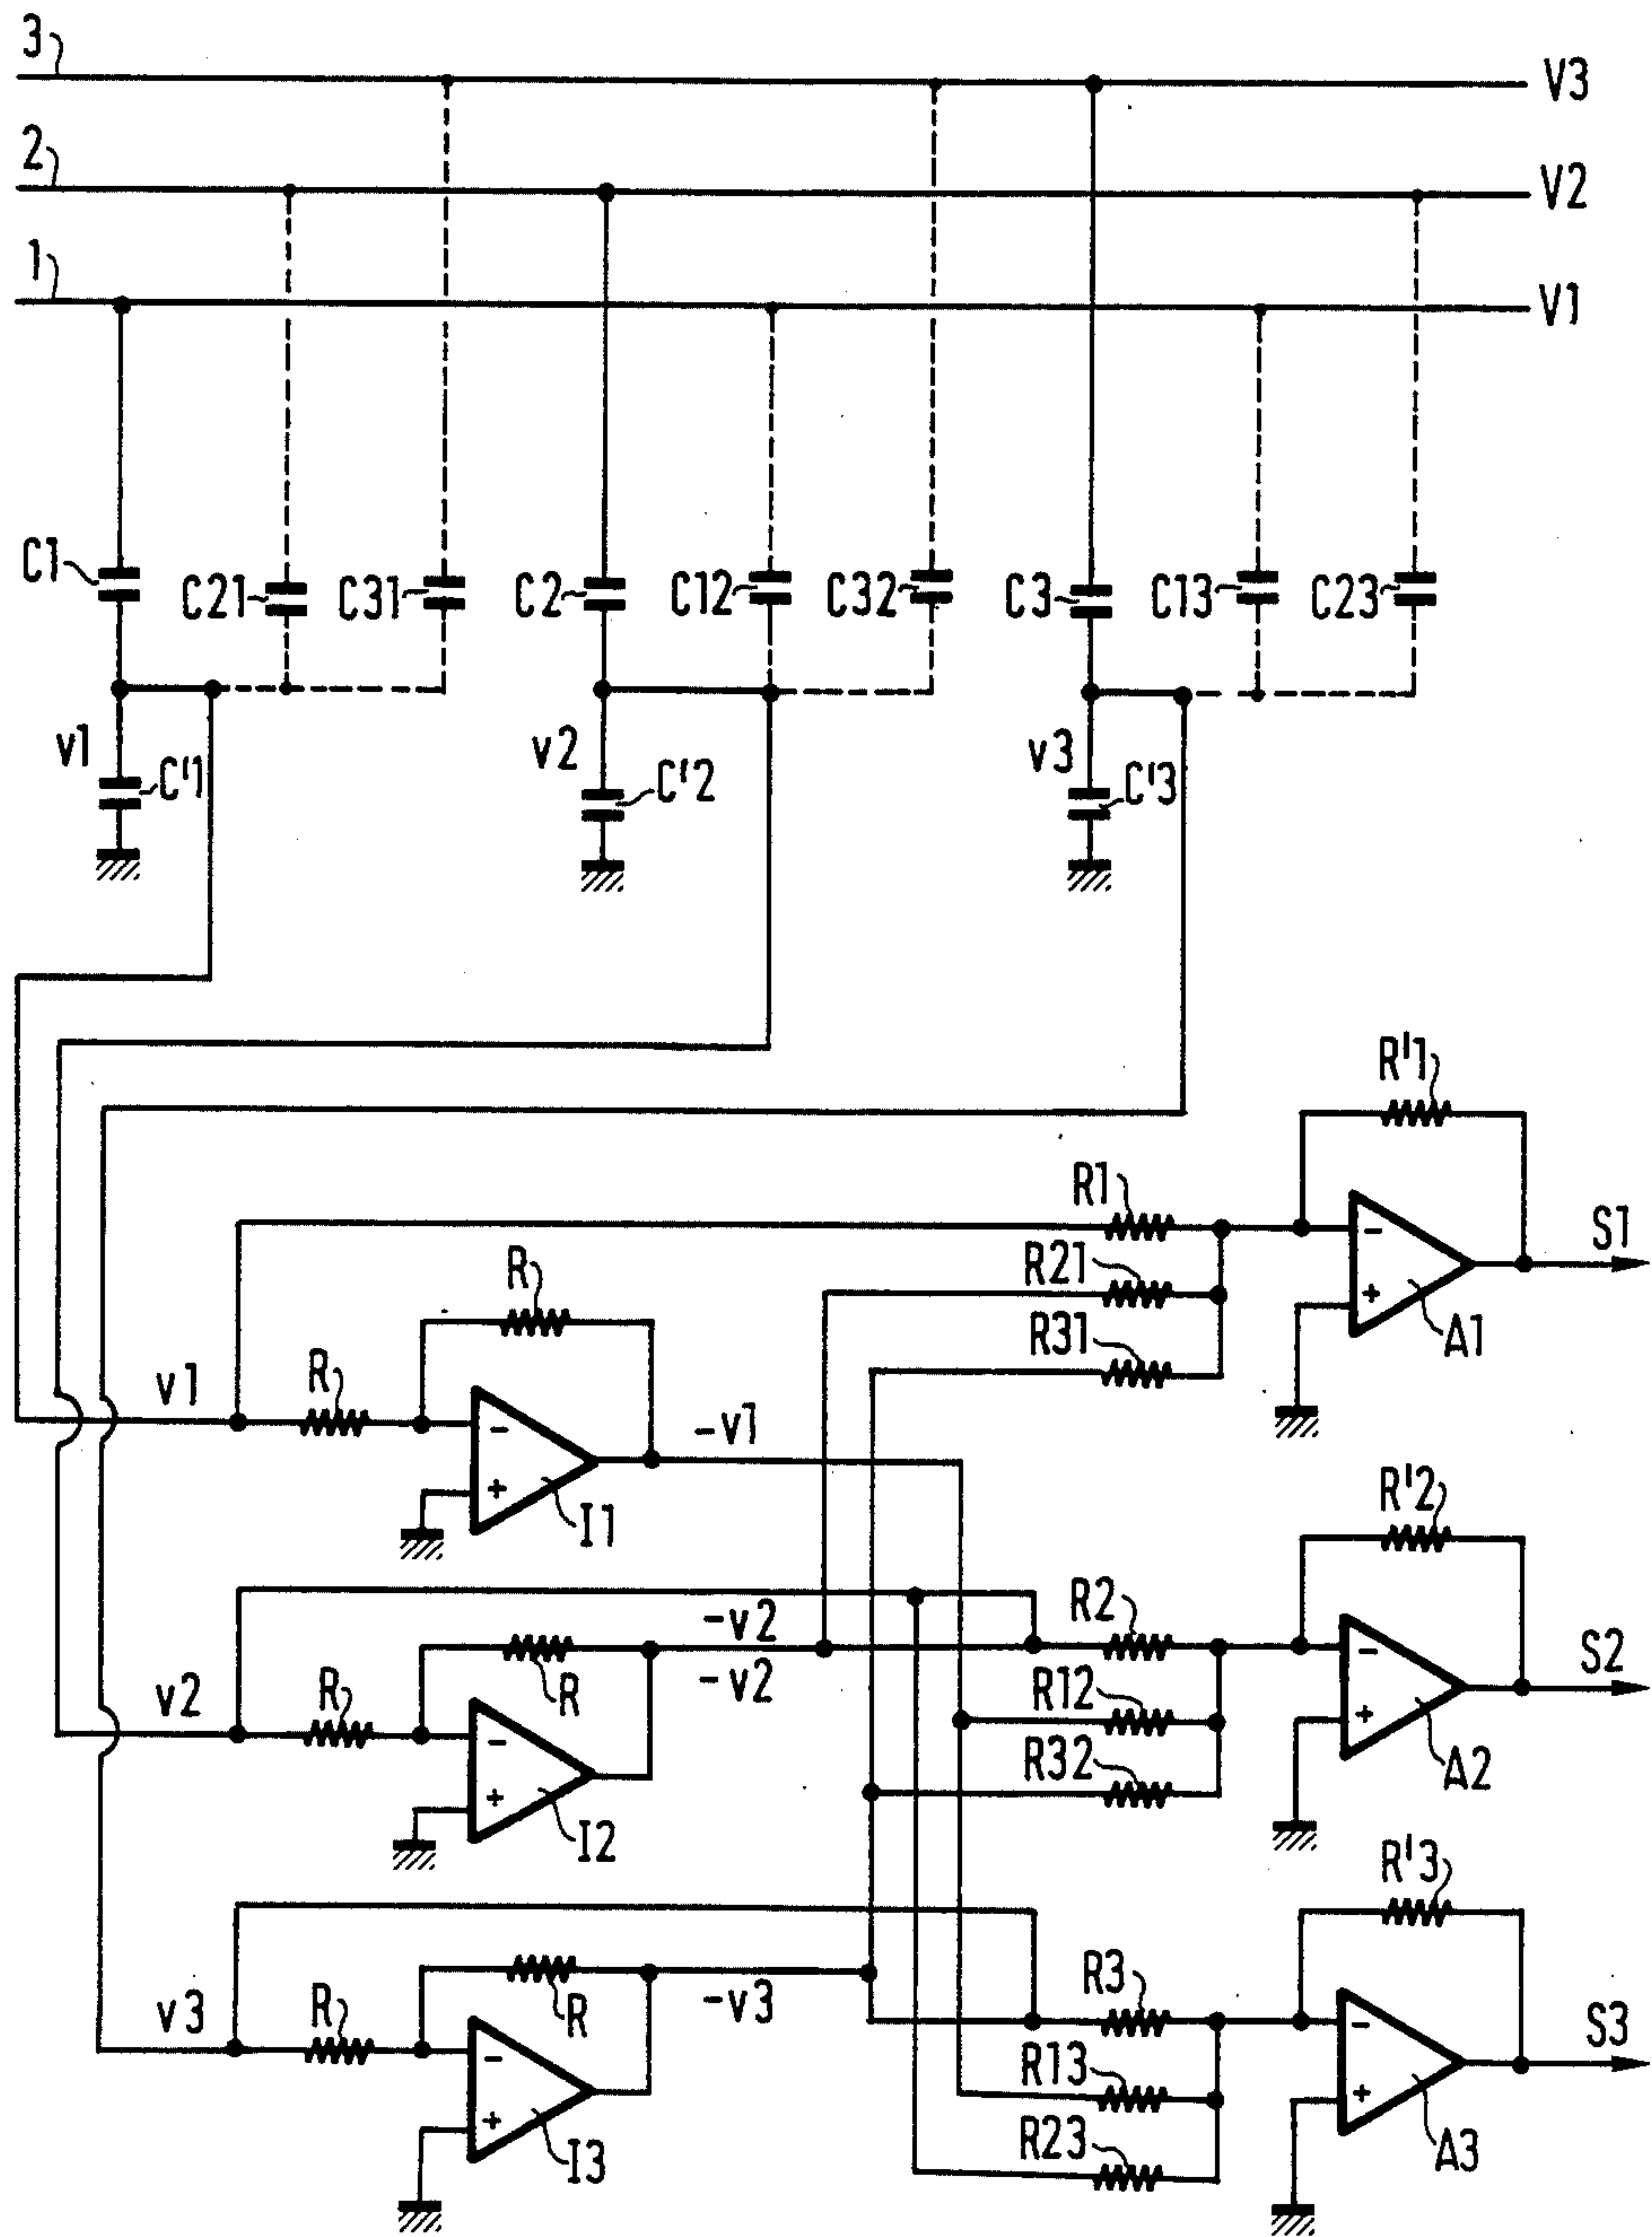 3
V3
2
V2
1
V1
C1
C21
C31
C2
C12
C32
C3
C13
C23
v1
C'1
v2
C'2
v3
C'3
R'1
R1
S1
R
R21
-
+
R31
A1
v1
R
-
-v1
+
I1
R'2
R2
-v2
-
S2
v2
R
R
-v2
R12
+
-
R32
A2
+
I2
R'3
R3
v3
R
R
-v3
-
S3
-
R13
+
+
R23
A3
I3